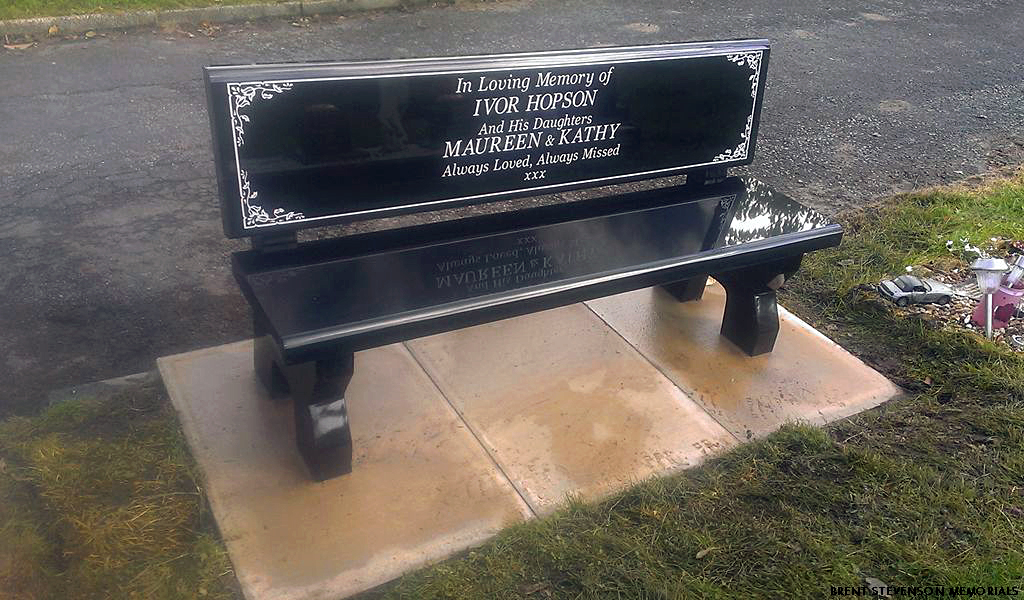 In Loving Memory of
IVOR HOPSON
And His Daughters
MAUREEN & KATHY
Always Loved, Always Missed
xxx
BRENT STEVENSON MEMORIALS